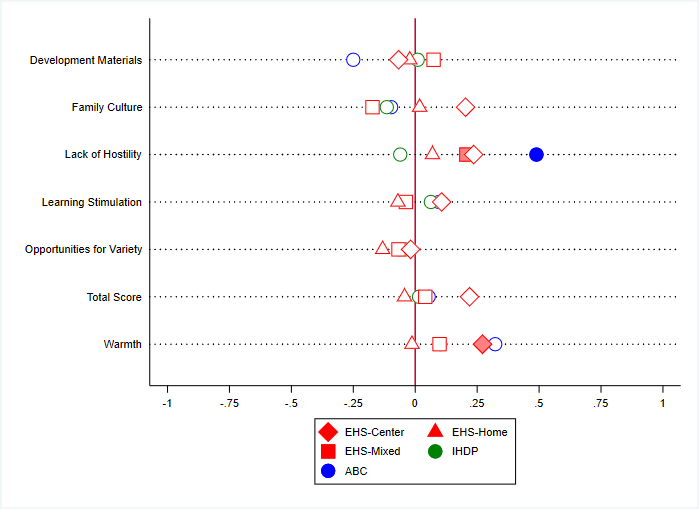 Development Materials
Family Culture
Lack of Hostility
Learning Stimulation
Opportunities for Variety
Total Score
Warmth
-1 -.75 -.5 -.25 0 .25 .5 .75 1
EHS-Center EHS-Home
EHS-Mixed IHDP
ABC